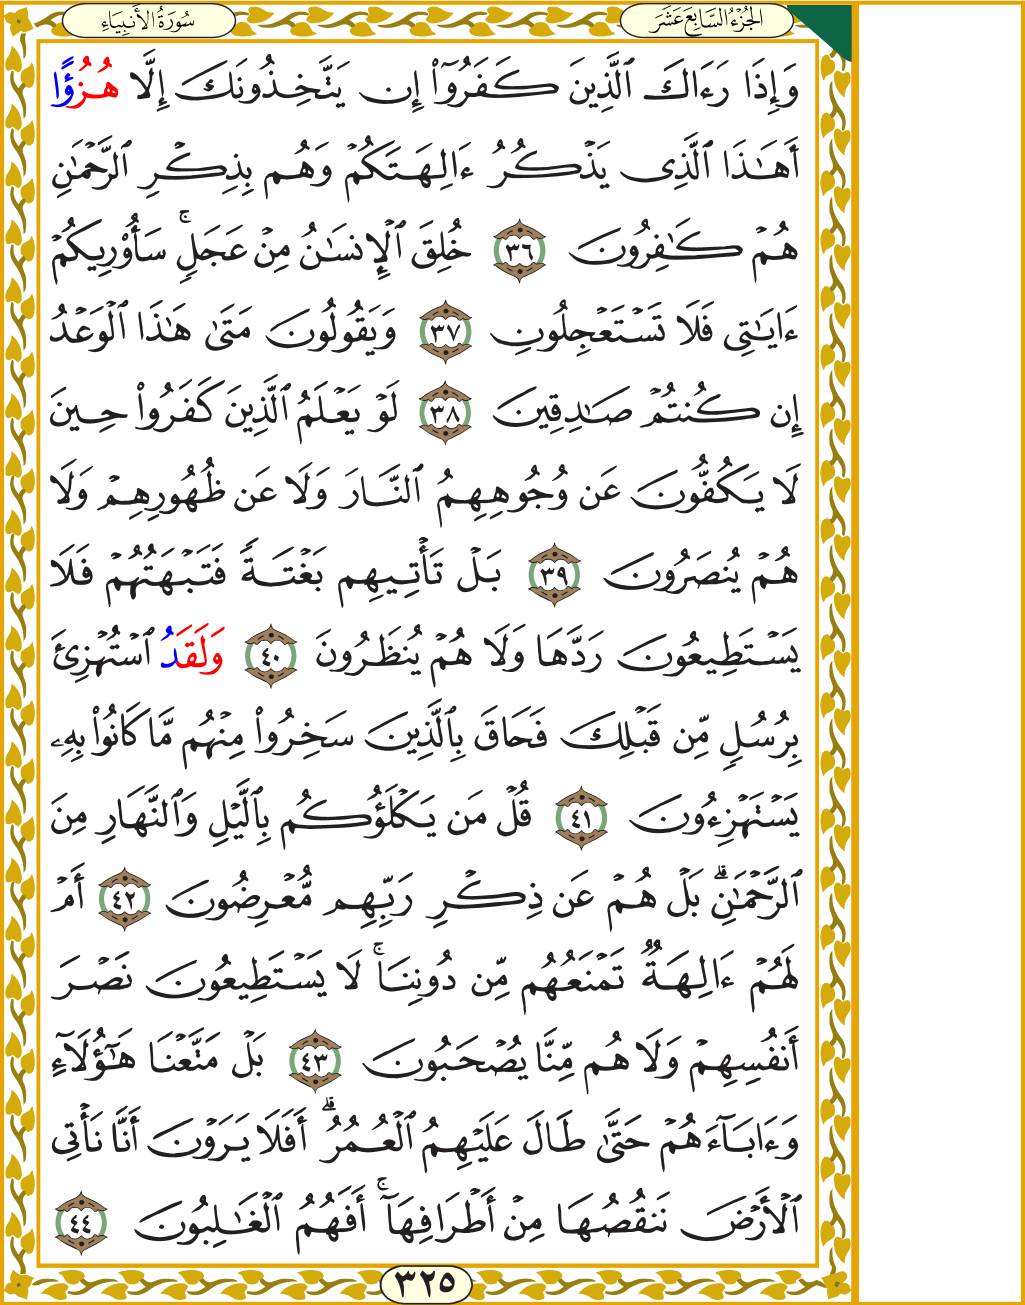 الجُزْءُ السَّابِعَ عَشَرَ
سُورَةُ الأَنبِيَاءِ
وَإِذَا رَءَاكَ ٱلَّذِينَ كَفَرُوٓاْ إِن يَتَّخِذُونَكَ إِلَّا هُزُؤًا
أَهَٰذَا ٱلَّذِى يَذْكُرُ ءَالِهَتَكُمْ وَهُم بِذِكْرِ ٱلرَّحْمَٰنِ
هُمْ كَٰفِرُونَ ٣٦ خُلِقَ ٱلْإِنسَٰنُ مِنْ عَجَلٍۚ سَأُوْرِيكُمْ
ءَايَٰتِى فَلَا تَسْتَعْجِلُونِ ٣٧ وَيَقُولُونَ مَتَىٰ هَٰذَا ٱلْوَعْدُ
إِن كُنتُمْ صَٰدِقِينَ ٣٨ لَوْ يَعْلَمُ ٱلَّذِينَ كَفَرُواْ حِينَ
لَا يَكُفُّونَ عَن وُجُوهِهِمُ ٱلنَّارَ وَلَا عَن ظُهُورِهِمْ وَلَا
هُمْ يُنصَرُونَ ٣٩ بَلْ تَأْتِيهِم بَغْتَةً فَتَبْهَتُهُمْ فَلَا
يَسْتَطِيعُونَ رَدَّهَا وَلَا هُمْ يُنظَرُونَ ٤٠ وَلَقَدُ ٱسْتُهْزِئَ
بِرُسُلٍ مِّن قَبْلِكَ فَحَاقَ بِٱلَّذِينَ سَخِرُواْ مِنْهُم مَّا كَانُواْ بِهِۦ
يَسْتَهْزِءُونَ ٤١ قُلْ مَن يَكْلَؤُكُم بِٱلَّيْلِ وَٱلنَّهَارِ مِنَ
ٱلرَّحْمَٰنِۗ بَلْ هُمْ عَن ذِكْرِ رَبِّهِم مُّعْرِضُونَ ٤٢ أَمْ
لَهُمْ ءَالِهَةٌ تَمْنَعُهُم مِّن دُونِنَاۚ لَا يَسْتَطِيعُونَ نَصْرَ
أَنفُسِهِمْ وَلَا هُم مِّنَّا يُصْحَبُونَ ٤٣ بَلْ مَتَّعْنَا هَٰٓؤُلَآءِ
وَءَابَآءَهُمْ حَتَّىٰ طَالَ عَلَيْهِمُ ٱلْعُمُرُۗ أَفَلَا يَرَوْنَ أَنَّا نَأْتِى
ٱلْأَرْضَ نَنقُصُهَا مِنْ أَطْرَافِهَآۚ أَفَهُمُ ٱلْغَٰلِبُونَ ٤٤
٣٢٥